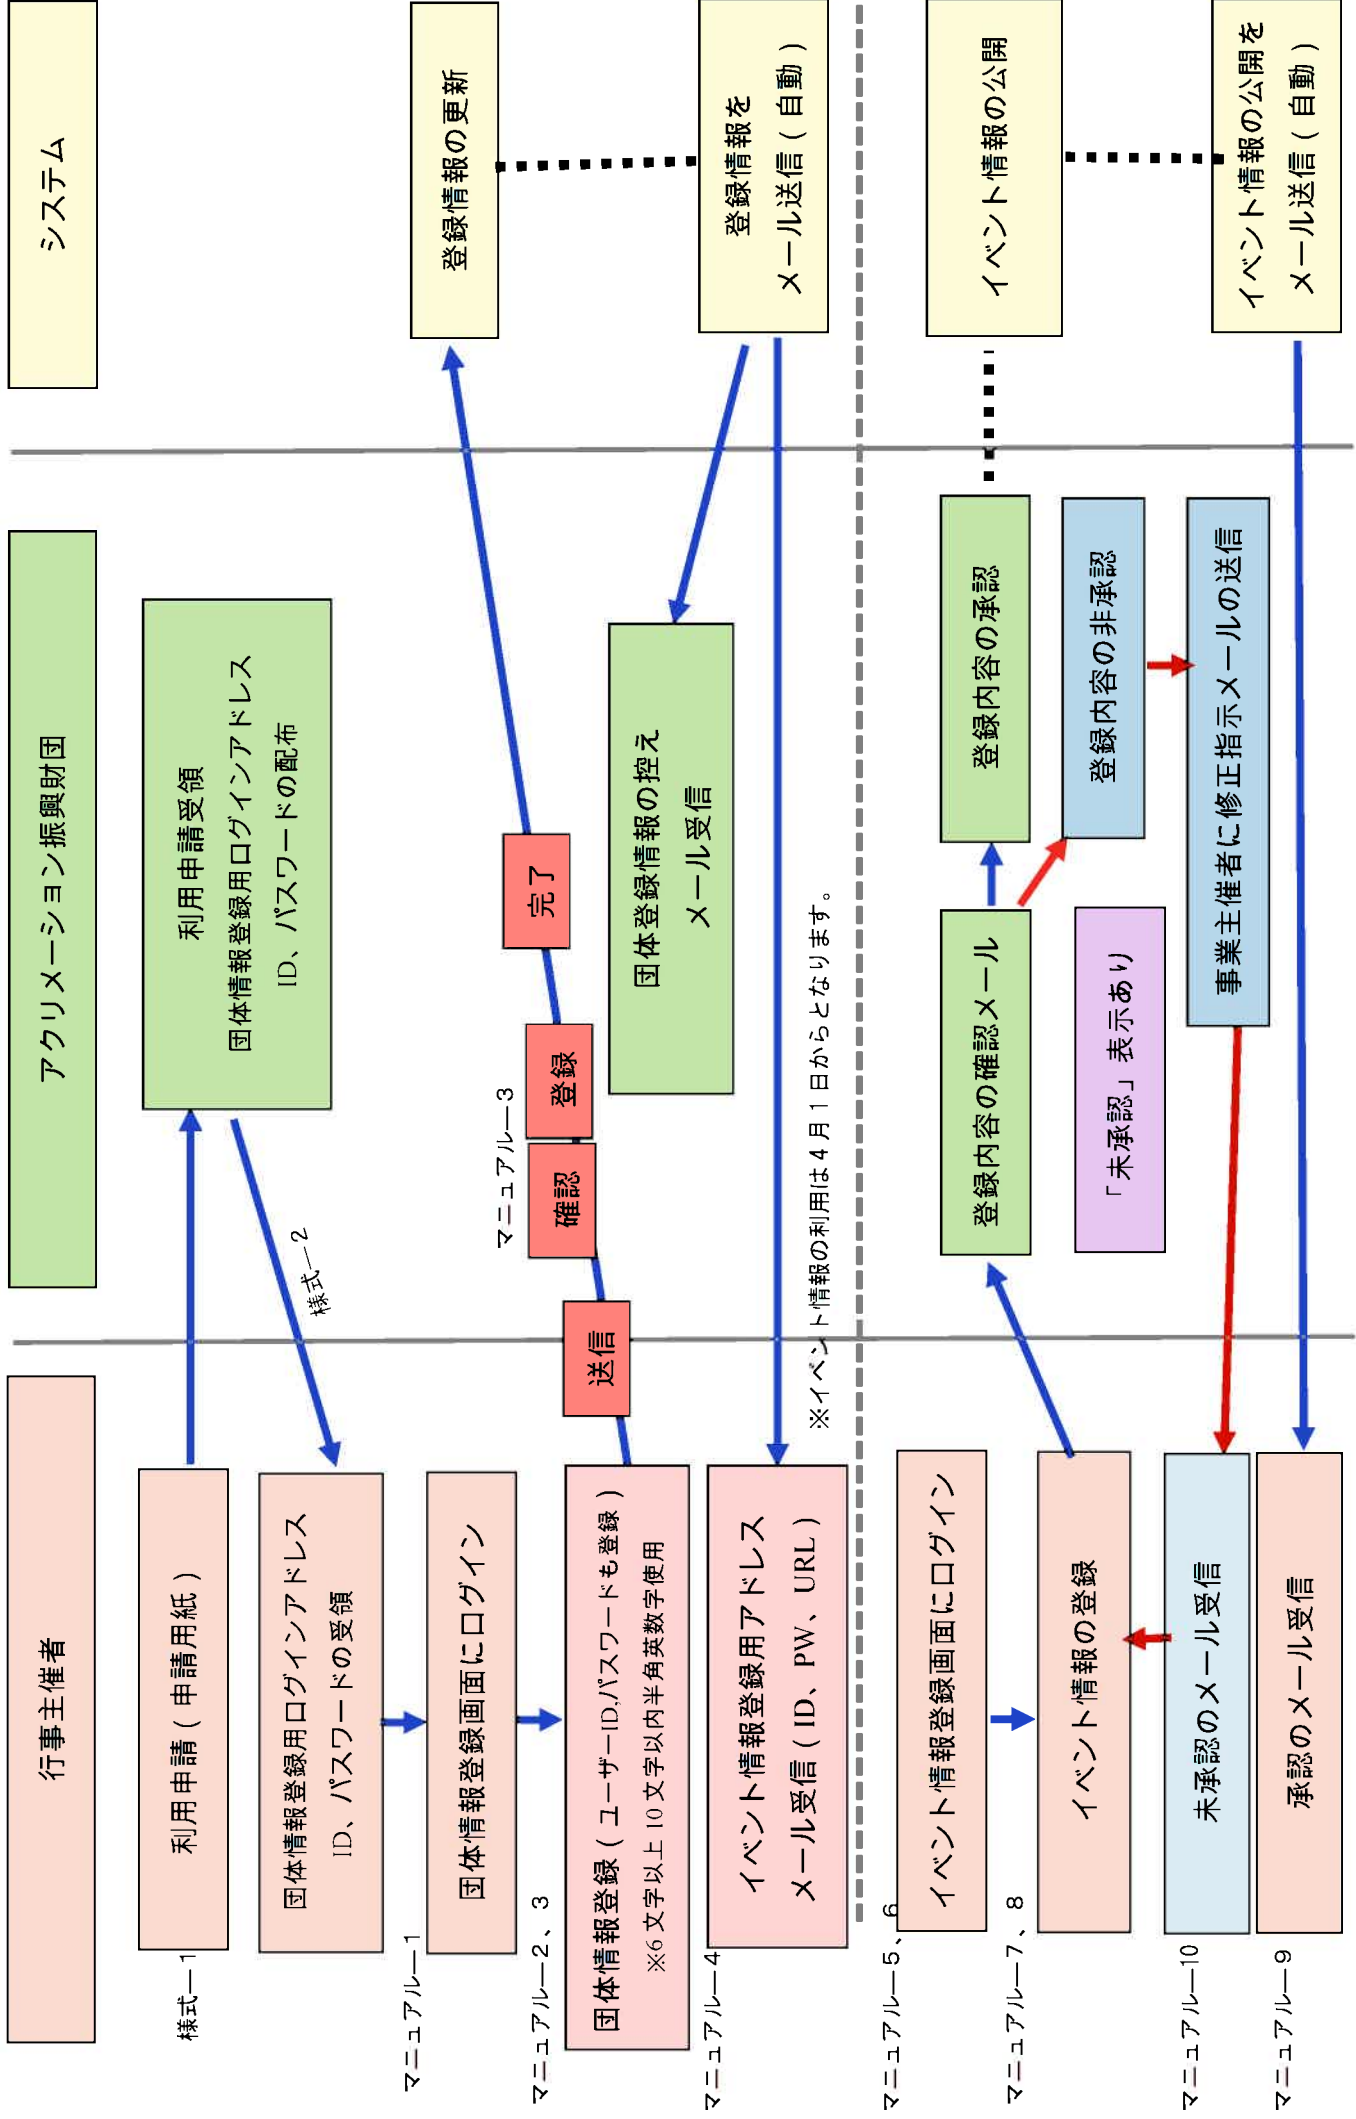 行事主催者
アクリメーション振興財団
システム
様式―1
利用申請（申請用紙）
利用申請受領
団体情報登録用ログインアドレス
ID、パスワードの配布
様式―2
団体情報登録用ログインアドレス
ID、パスワードの受領
マニュアル―1
団体情報登録画面にログイン
マニュアル―2、3
団体情報登録（ユーザーID,パスワードも登録）
※6文字以上10文字以内半角英数字使用
送信
マニュアル―3
確認
登録
完了
登録情報の更新
団体登録情報の控え
メール受信
登録情報を
メール送信（自動）
マニュアル―4
イベント情報登録用アドレス
メール受信（ID、PW、URL）
※イベント情報の利用は4月1日からとなります。
マニュアル―5、6
イベント情報登録画面にログイン
マニュアル―7、8
イベント情報の登録
登録内容の確認メール
「未承認」表示あり
登録内容の承認
登録内容の非承認
事業主催者に修正指示メールの送信
イベント情報の公開
イベント情報の公開を
メール送信（自動）
マニュアル―10
未承認のメール受信
マニュアル―9
承認のメール受信